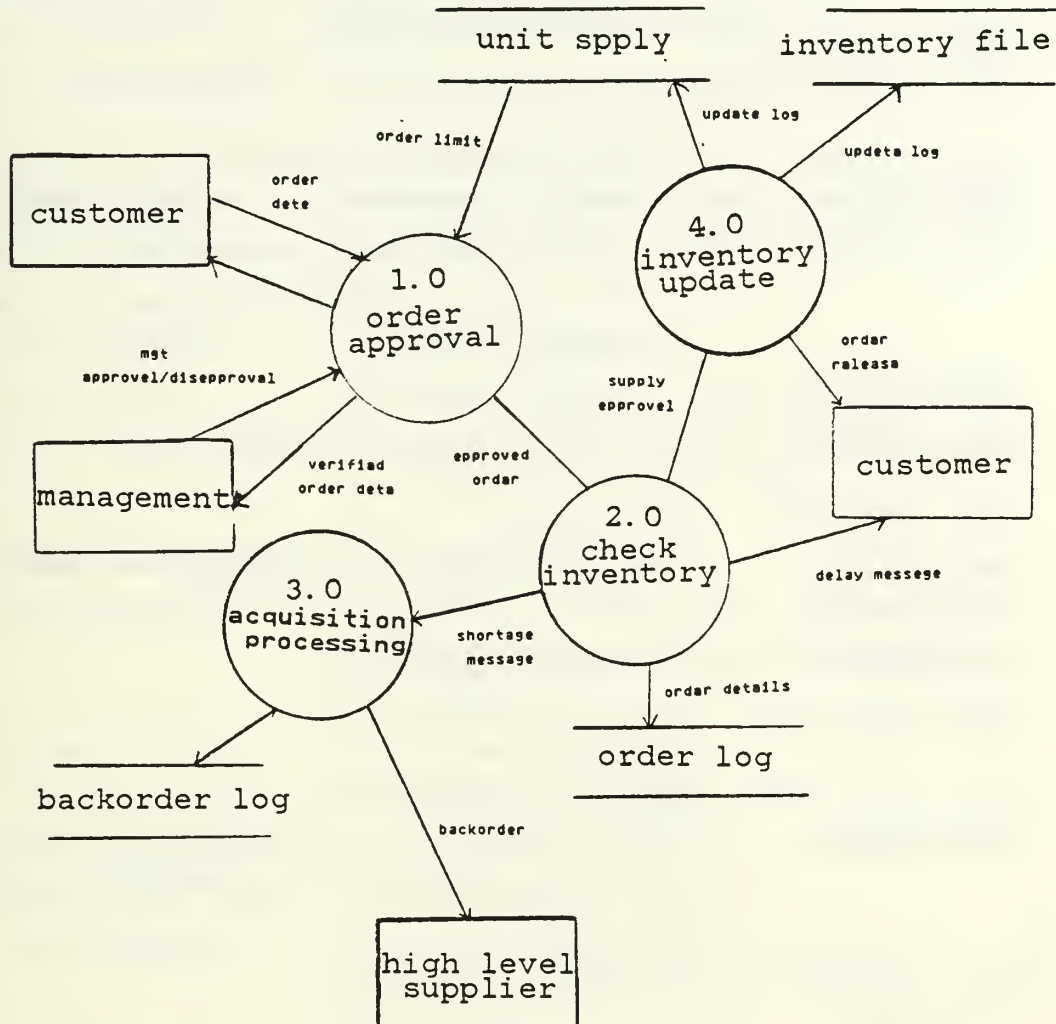 unit spply
inventory file
order limit
update log
updeta log
customer
order
dete
1.0
order
approval
4.0
inventory
update
mgt
approvel/disepproval
ordar
raleasa
supply
epprovel
management
verifiad
order deta
epproved
ordar
customer
2.0
check
inventory
delay messege
3.0
acquisition
processing
shortage
message
ordar details
order log
backorder log
backorder
high level
supplier